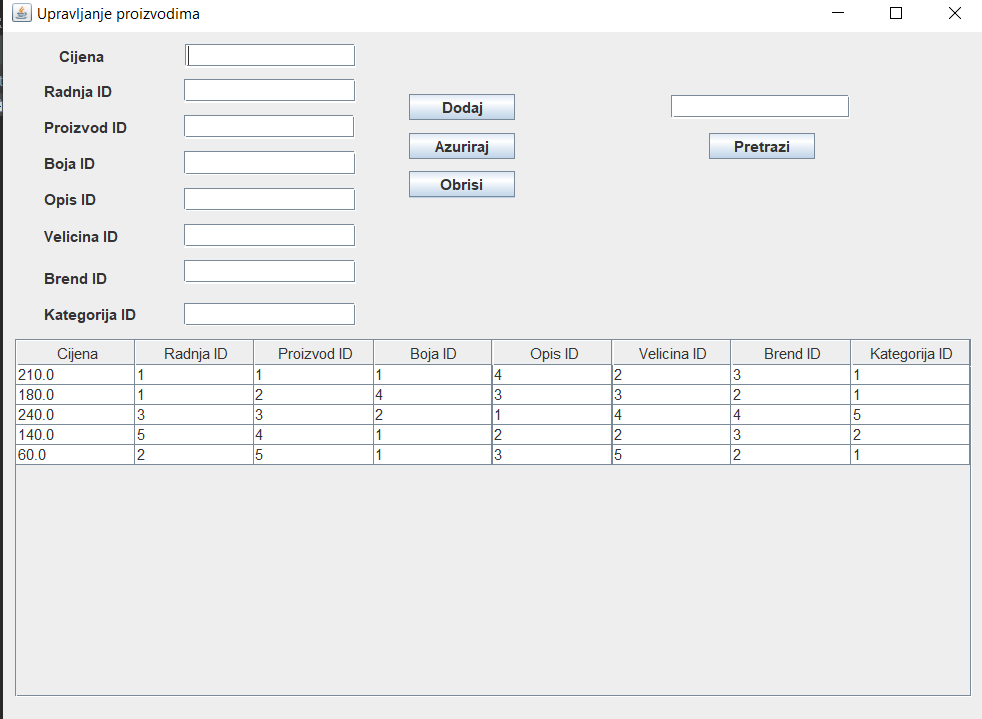 Upravljanje proizvodima
Cijena
Radnja ID
Proizvod ID
Boja ID
Opis ID
Velicina ID
Brend ID
Kategorija ID
Dodaj
Azuriraj
Obrisi
Pretrazi
Cijena Radnja ID Proizvod ID Boja ID Opis ID Velicina ID Brend ID Kategorija ID
210.0 1 1 1 4 2 3 1
180.0 1 2 4 3 3 2 1
240.0 3 3 2 1 4 4 5
140.0 5 4 1 2 2 3 2
60.0 2 5 1 3 5 2 1